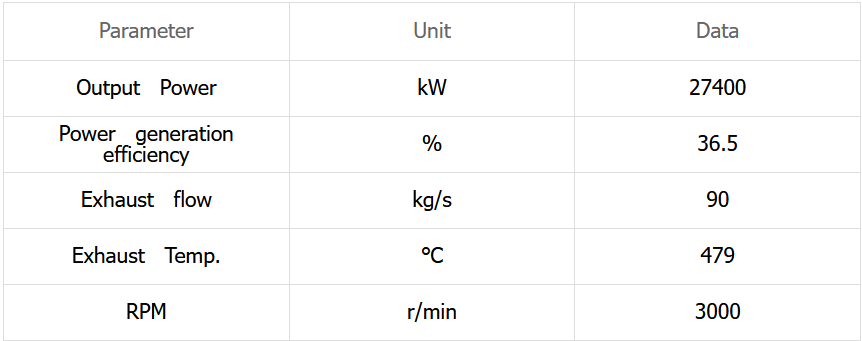 Parameter Unit Data
Output Power kW 27400
Power generation
efficiency % 36.5
Exhaust flow kg/s 90
Exhaust Temp. °C 479
RPM r/min 3000